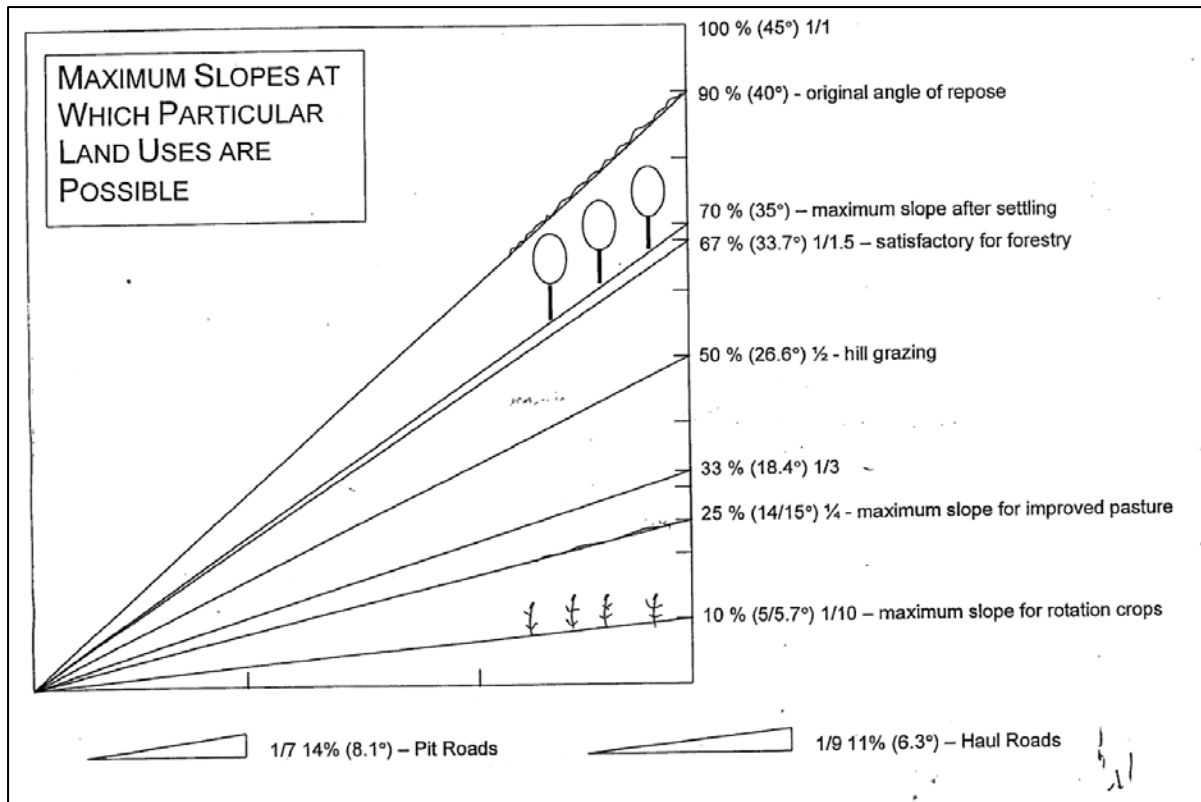 MAXIMUM SLOPES AT
WHICH PARTICULAR
LAND USES ARE
POSSIBLE
100 % (45°) 1/1
90 % (40°) - original angle of repose
70 % (35°) – maximum slope after settling
67 % (33.7°) 1/1.5 – satisfactory for forestry
50 % (26.6°) ½ - hill grazing
33 % (18.4°) 1/3
25 % (14/15°) ¼ - maximum slope for improved pasture
10 % (5/5.7°) 1/10 – maximum slope for rotation crops
1/7 14% (8.1°) – Pit Roads
1/9 11% (6.3°) – Haul Roads